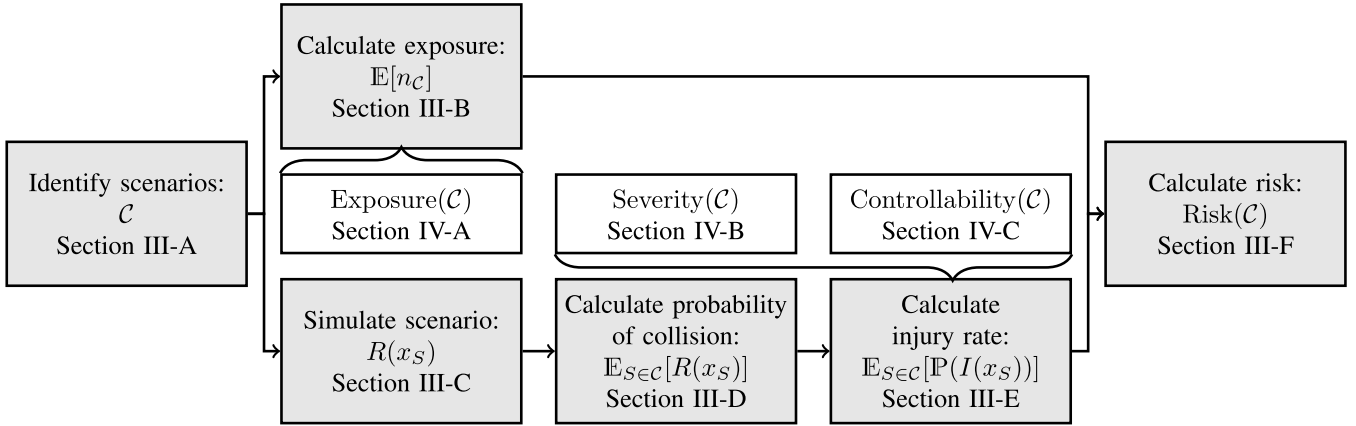 Identify scenarios:
𝒞
Section III-A
Calculate exposure:
𝔼[n_𝒞]
Section III-B
Exposure(𝒞)
Section IV-A
Severity(𝒞)
Section IV-B
Controllability(𝒞)
Section IV-C
Simulate scenario:
R(x_S)
Section III-C
Calculate probability
of collision:
𝔼_{S∈𝒞}[R(x_S)]
Section III-D
Calculate
injury rate:
𝔼_{S∈𝒞}[ℙ(I(x_S))]
Section III-E
Calculate risk:
Risk(𝒞)
Section III-F